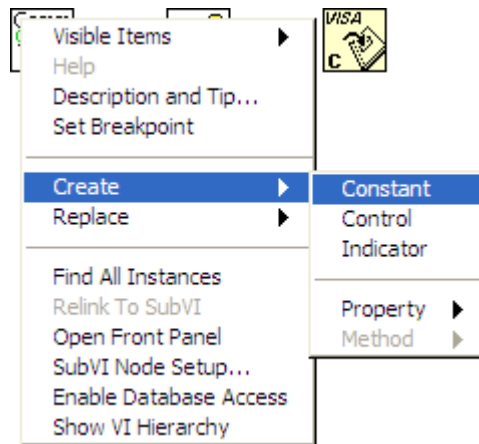 VISA
C
Visible Items
Help
Description and Tip...
Set Breakpoint
Create
Replace
Find All Instances
Relink To SubVI
Open Front Panel
SubVI Node Setup...
Enable Database Access
Show VI Hierarchy
Constant
Control
Indicator
Property
Method